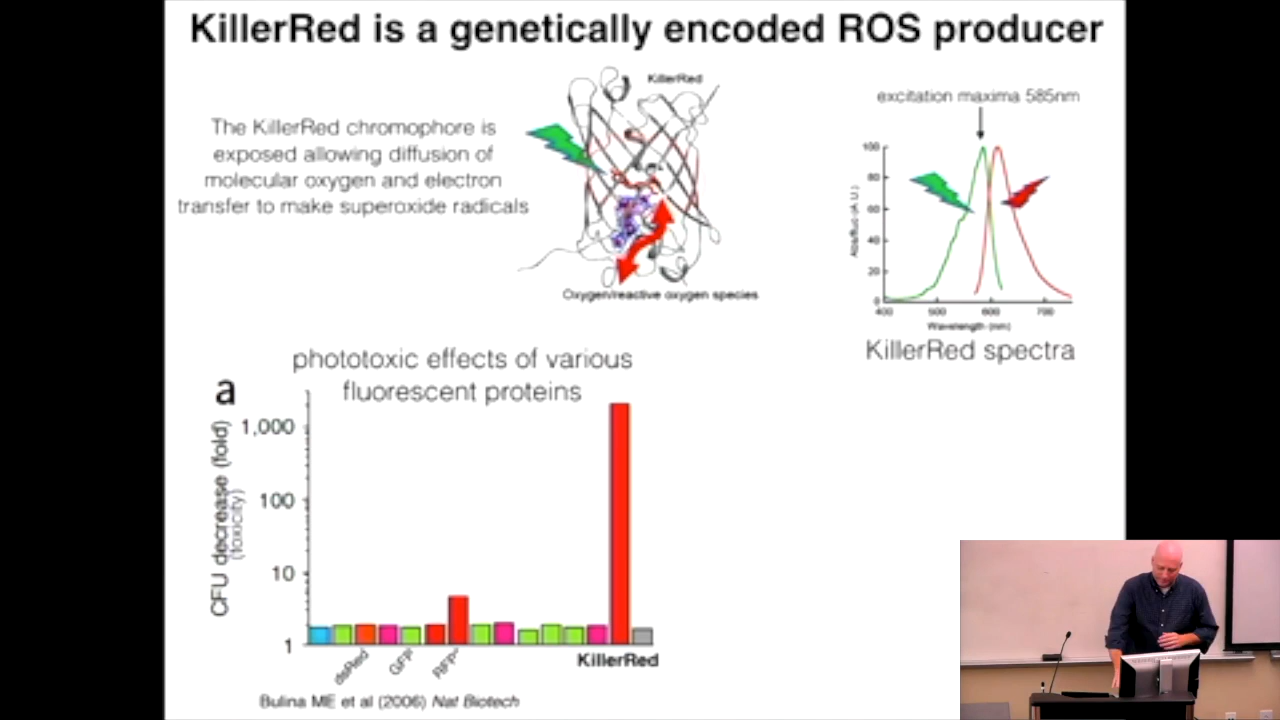 KillerRed is a genetically encoded ROS producer
The KillerRed chromophore is
exposed allowing diffusion of
molecular oxygen and electron
transfer to make superoxide radicals
KillerRed
Oxygen/reactive oxygen species
excitation maxima 585nm
100
80
60
40
20
0
Abs/fluo (A.U.)
400 500 600 700
Wavelength (nm)
KillerRed spectra
phototoxic effects of various
fluorescent proteins
a
CFU decrease (fold)
(toxicity)
1,000
100
10
1
dsRed
GFP
KillerRed
Bulina ME et al (2006) Nat Biotech